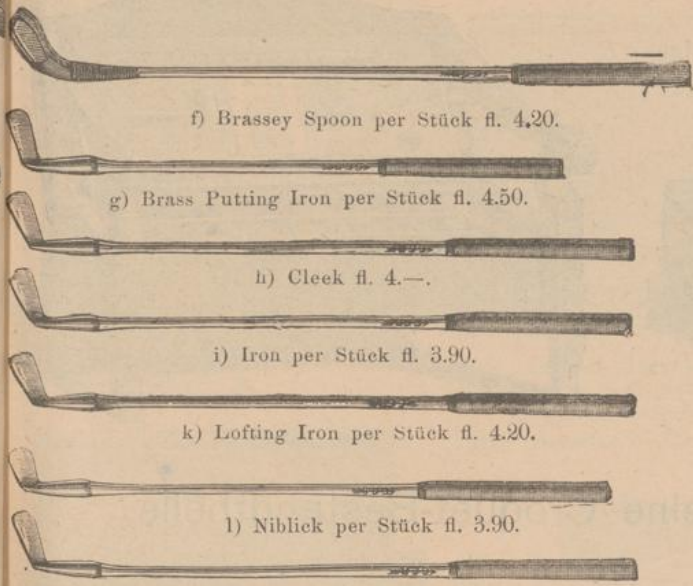 f) Brassey Spoon per Stück fl. 4.20.
g) Brass Putting Iron per Stück fl. 4.50.
h) Cleek fl. 4.—.
i) Iron per Stück fl. 3.90.
k) Lofting Iron per Stück fl. 4.20.
l) Niblick per Stück fl. 3.90.